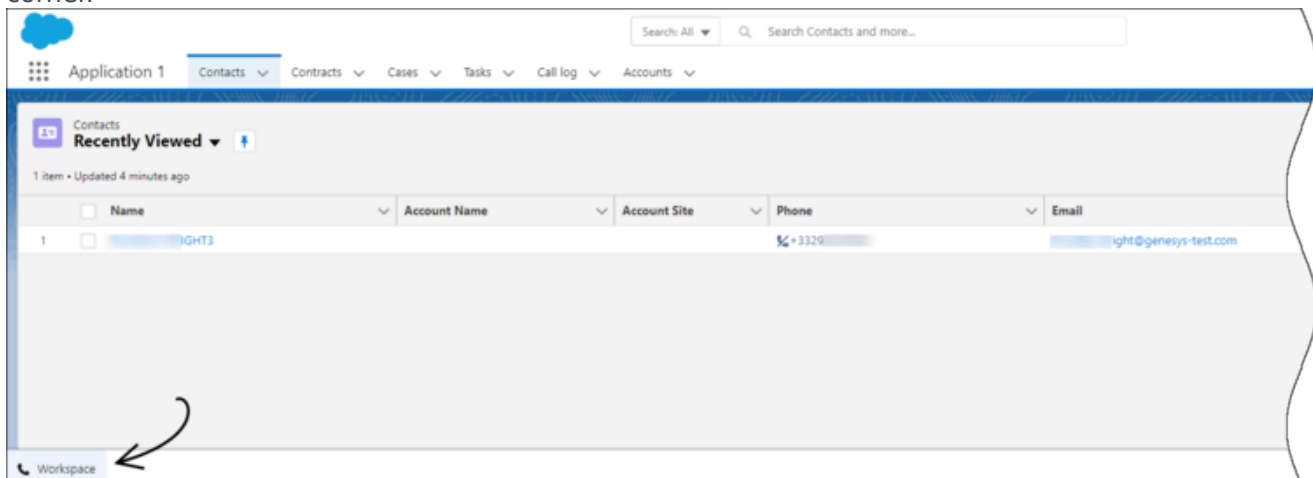 corner.
Search: All
Search Contacts and more...
Application 1 Contacts Contracts Cases Tasks Call log Accounts
Contacts
Recently Viewed
1 item • Updated 4 minutes ago
Name Account Name Account Site Phone Email
1 IGHT3 +3329 ight@genesys-test.com
Workspace